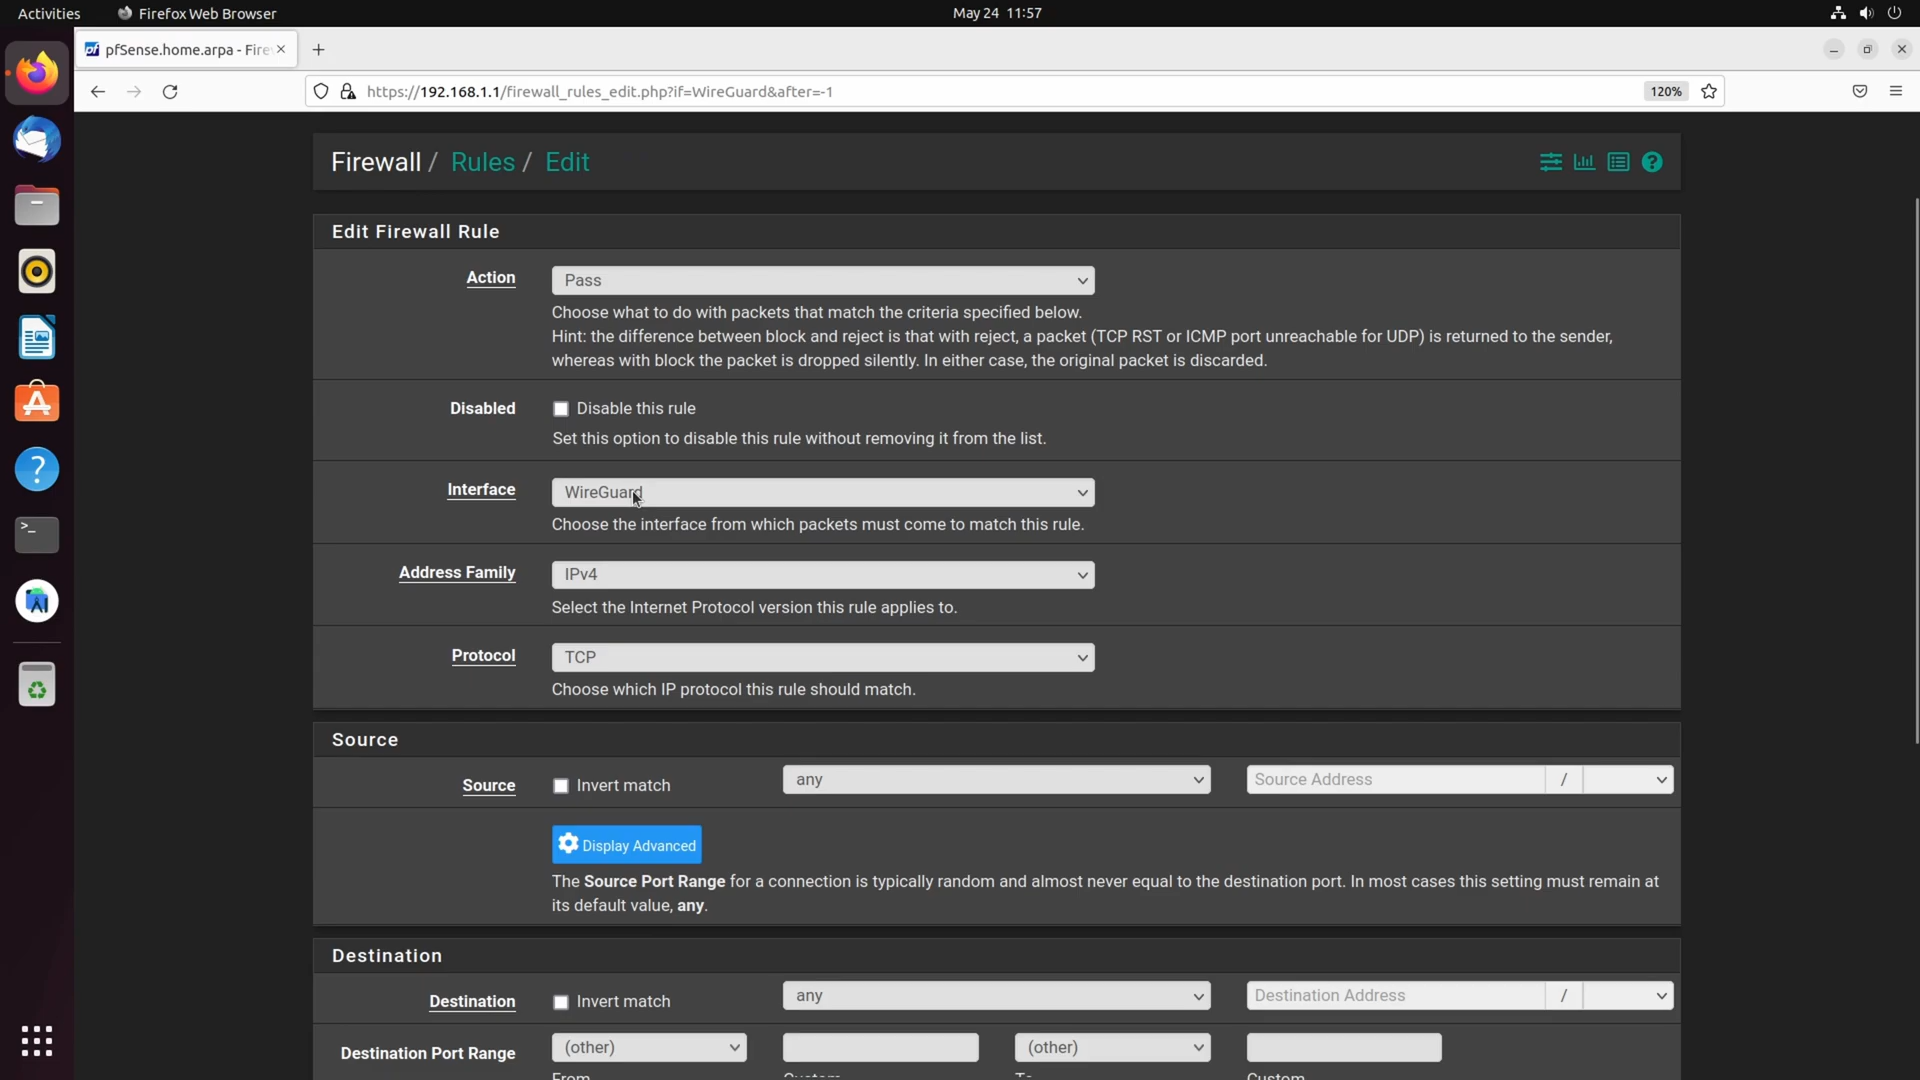 Activities
Firefox Web Browser
May 24 11:57
pfSense.home.arpa - Fire
https://192.168.1.1/firewall_rules_edit.php?if=WireGuard&after=-1
120%
Firewall / Rules / Edit
Edit Firewall Rule
Action
Pass
Choose what to do with packets that match the criteria specified below.
Hint: the difference between block and reject is that with reject, a packet (TCP RST or ICMP port unreachable for UDP) is returned to the sender,
whereas with block the packet is dropped silently. In either case, the original packet is discarded.
Disabled
Disable this rule
Set this option to disable this rule without removing it from the list.
Interface
WireGuard
Choose the interface from which packets must come to match this rule.
Address Family
IPv4
Select the Internet Protocol version this rule applies to.
Protocol
TCP
Choose which IP protocol this rule should match.
Source
Source
Invert match
any
Source Address
/
Display Advanced
The Source Port Range for a connection is typically random and almost never equal to the destination port. In most cases this setting must remain at
its default value, any.
Destination
Destination
Invert match
any
Destination Address
/
Destination Port Range
(other)
(other)
From
Custom
To
Custom